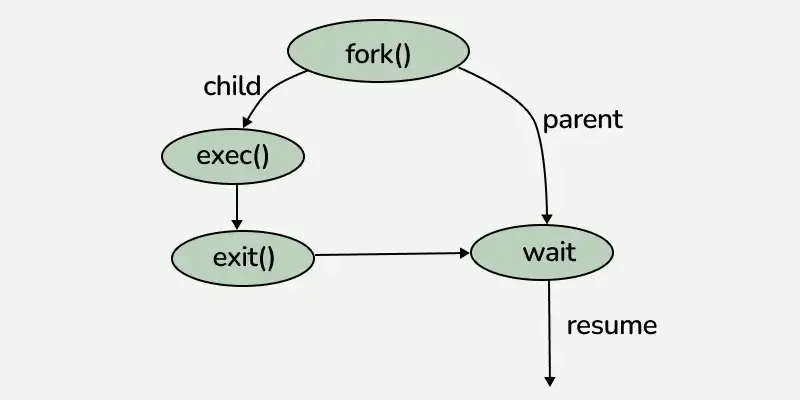 fork()
child
parent
exec()
exit()
wait
resume